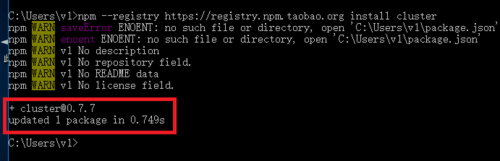 C:\Users\vl>npm --registry https://registry.npm.taobao.org install cluster
npm WARN saveError ENOENT: no such file or directory, open 'C:\Users\vl\package.json'
npm WARN enoent ENOENT: no such file or directory, open 'C:\Users\vl\package.json'
npm WARN vl No description
npm WARN vl No repository field.
npm WARN vl No README data
npm WARN vl No license field.
+ cluster@0.7.7
updated 1 package in 0.749s
C:\Users\vl>